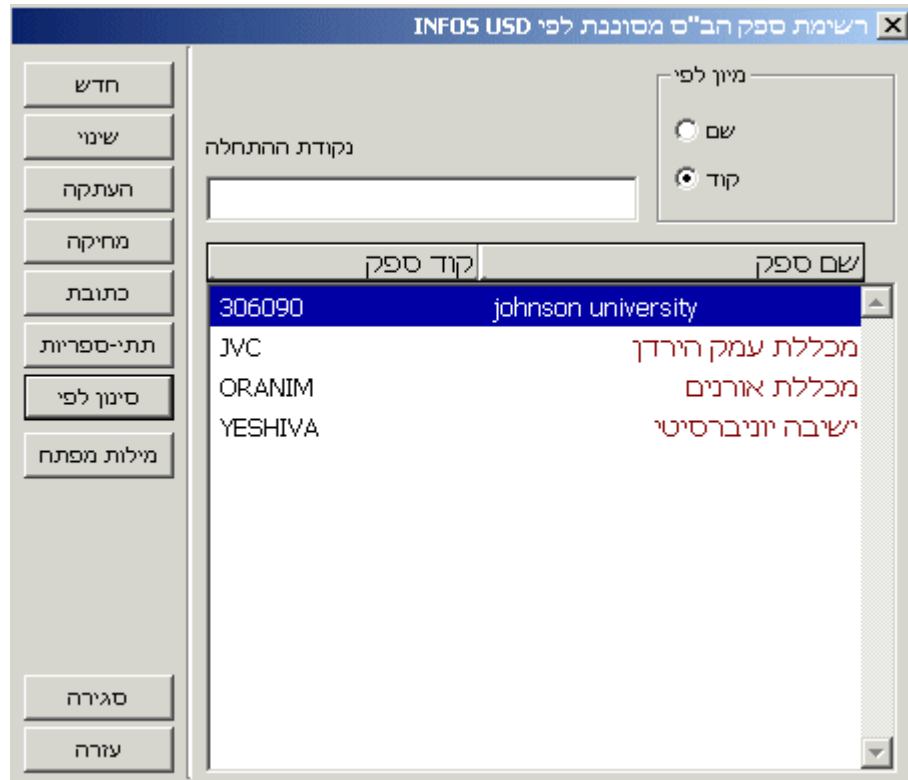 רשימת ספק הב"ס מסוננת לפי INFOS USD
מיון לפי
שם
קוד
נקודת ההתחלה
שם ספק קוד ספק
306090 johnson university
JVC מכללת עמק הירדן
ORANIM מכללת אורנים
YESHIVA ישיבה יוניברסיטי
חדש
שינוי
העתקה
מחיקה
כתובת
תתי-ספריות
סינון לפי
מילות מפתח
סגירה
עזרה